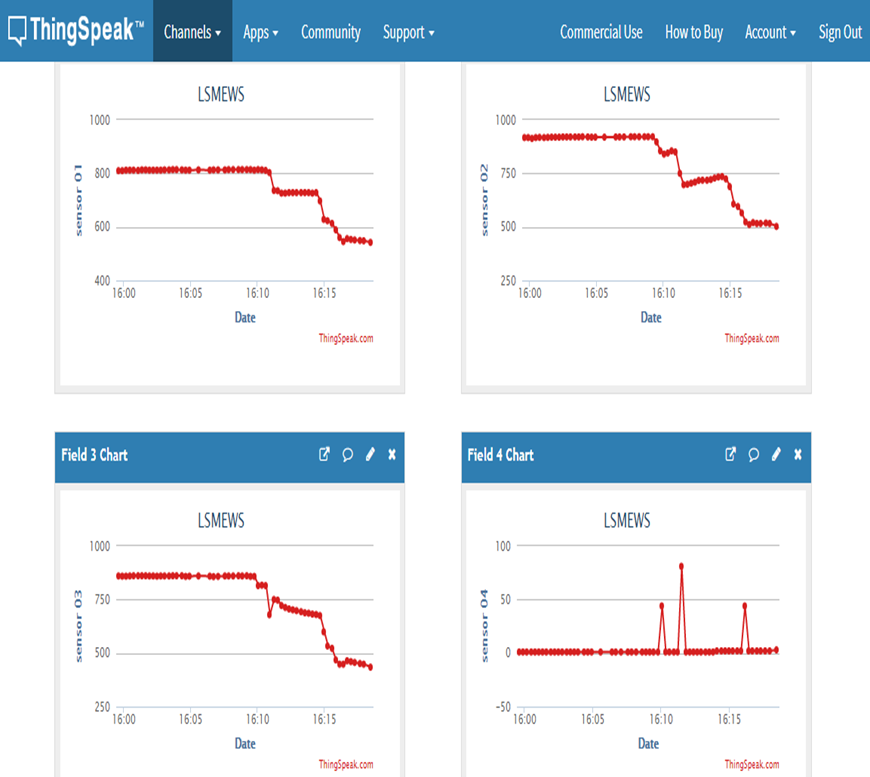 ThingSpeak™ Channels Apps Community Support Commercial Use How to Buy Account Sign Out
LSMEWS
1000
800
600
400
sensor 01
16:00 16:05 16:10 16:15
Date
ThingSpeak.com
LSMEWS
1000
750
500
250
sensor 02
16:00 16:05 16:10 16:15
Date
ThingSpeak.com
Field 3 Chart
LSMEWS
1000
750
500
250
sensor 03
16:00 16:05 16:10 16:15
Date
ThingSpeak.com
Field 4 Chart
LSMEWS
100
50
0
-50
sensor 04
16:00 16:05 16:10 16:15
Date
ThingSpeak.com